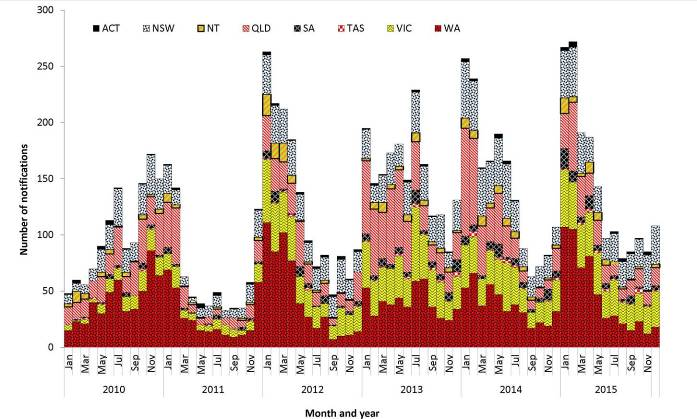 300
250
200
150
100
50
0
Number of notifications
ACT NSW NT QLD SA TAS VIC WA
Jan Mar May Jul Sep Nov Jan Mar May Jul Sep Nov Jan Mar May Jul Sep Nov Jan Mar May Jul Sep Nov Jan Mar May Jul Sep Nov Jan Mar May Jul Sep Nov
2010 2011 2012 2013 2014 2015
Month and year